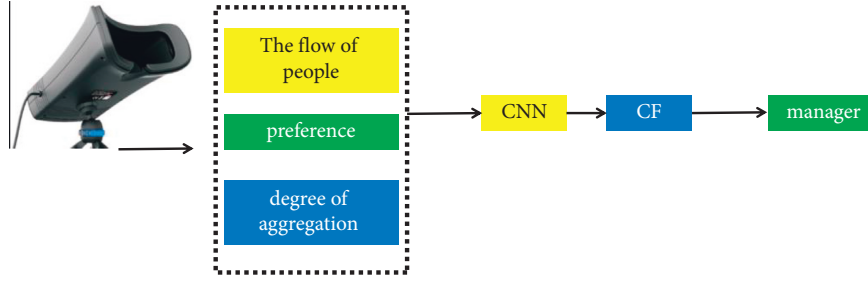 The flow of
people
preference
degree of
aggregation
CNN
CF
manager